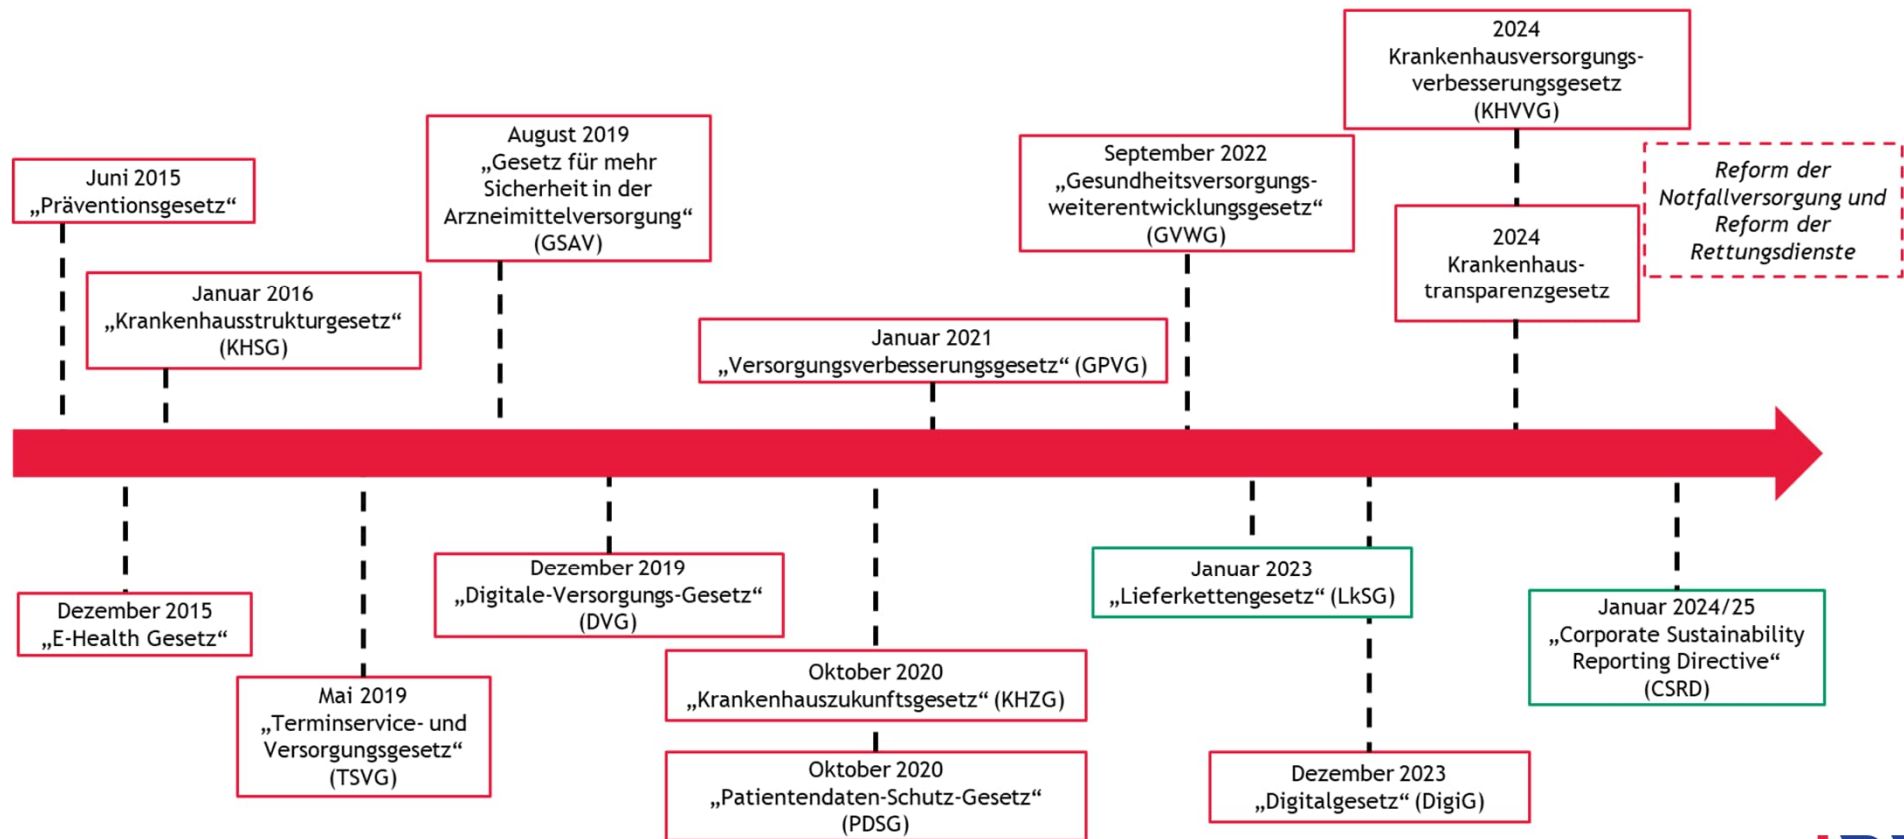 2024
Krankenhausversorgungs-
verbesserungsgesetz
(KHVVG)
August 2019
„Gesetz für mehr
Sicherheit in der
Arzneimittelversorgung“
(GSAV)
September 2022
„Gesundheitsversorgungs-
weiterentwicklungsgesetz“
(GVWG)
Reform der
Notfallversorgung und
Reform der
Rettungsdienste
Juni 2015
„Präventionsgesetz“
2024
Krankenhaus-
transparenzgesetz
Januar 2016
„Krankenhausstrukturgesetz“
(KHSG)
Januar 2021
„Versorgungsverbesserungsgesetz“ (GPVG)
Dezember 2019
„Digitale-Versorgungs-Gesetz“
(DVG)
Januar 2023
„Lieferkettengesetz“ (LkSG)
Dezember 2015
„E-Health Gesetz“
Januar 2024/25
„Corporate Sustainability
Reporting Directive“
(CSRD)
Mai 2019
„Terminservice- und
Versorgungsgesetz“
(TSVG)
Oktober 2020
„Krankenhauszukunftsgesetz“ (KHZG)
Oktober 2020
„Patientendaten-Schutz-Gesetz“
(PDSG)
Dezember 2023
„Digitalgesetz“ (DigiG)